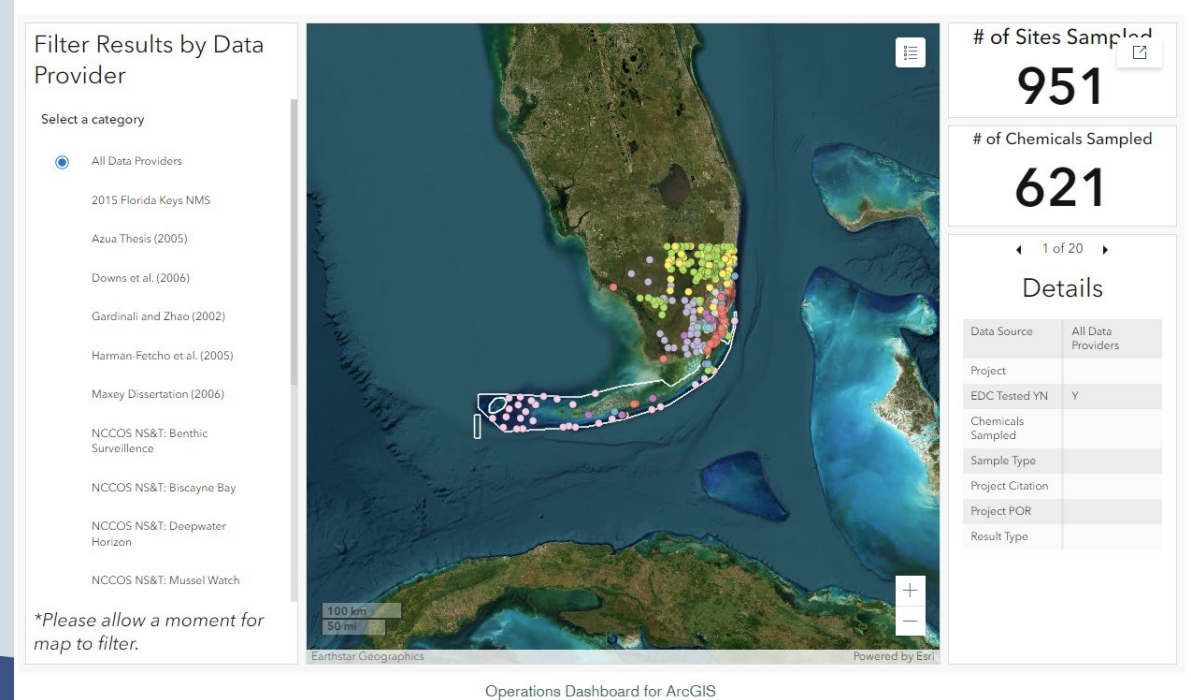 Filter Results by Data
Provider
Select a category
All Data Providers
2015 Florida Keys NMS
Azua Thesis (2005)
Downs et al. (2006)
Gardinali and Zhao (2002)
Harman-Fetcho et al. (2005)
Maxey Dissertation (2006)
NCCOS NS&T: Benthic
Surveillence
NCCOS NS&T: Biscayne Bay
NCCOS NS&T: Deepwater
Horizon
NCCOS NS&T: Mussel Watch
*Please allow a moment for
map to filter.
100 km
50 mi
Earthstar Geographics
Powered by Esri
# of Sites Sampled
951
# of Chemicals Sampled
621
1 of 20
Details
Data Source All Data
Providers
Project
EDC Tested YN Y
Chemicals
Sampled
Sample Type
Project Citation
Project POR
Result Type
Operations Dashboard for ArcGIS